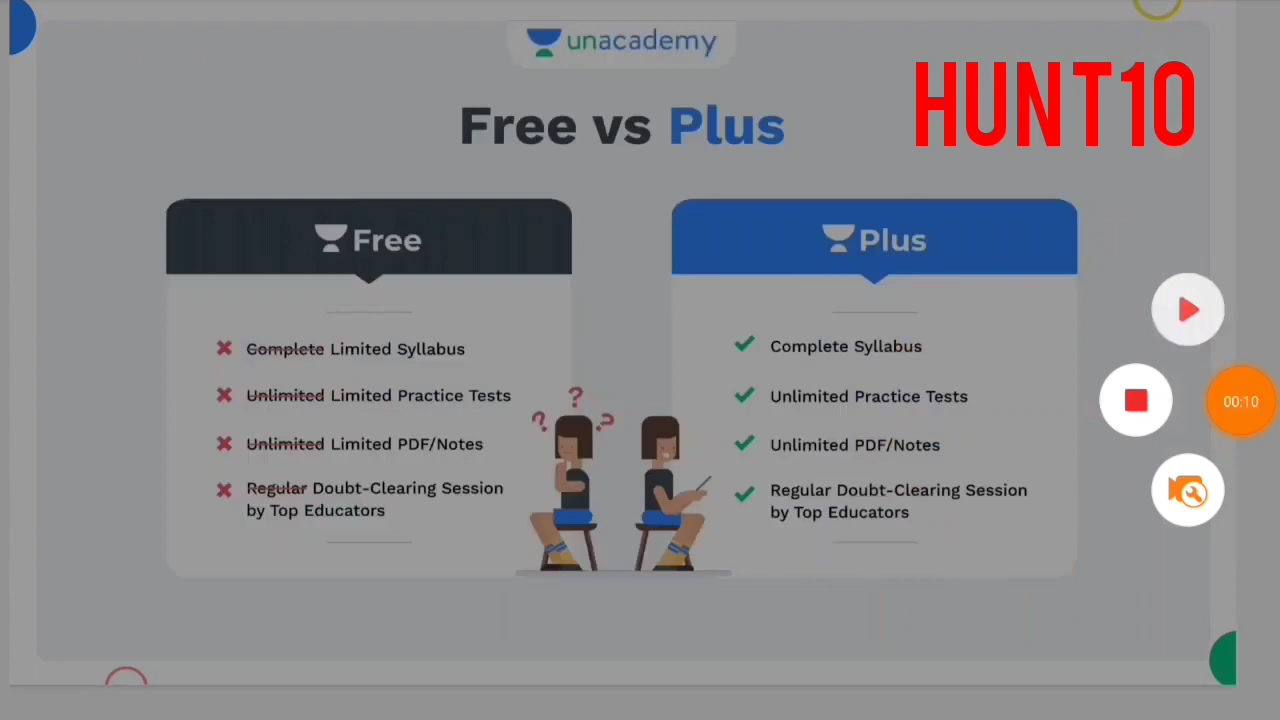 unacademy
HUNT10
Free vs Plus
Free
Complete Limited Syllabus
Unlimited Limited Practice Tests
Unlimited Limited PDF/Notes
Regular Doubt-Clearing Session
by Top Educators
? ? ?
Plus
Complete Syllabus
Unlimited Practice Tests
Unlimited PDF/Notes
Regular Doubt-Clearing Session
by Top Educators
00:10